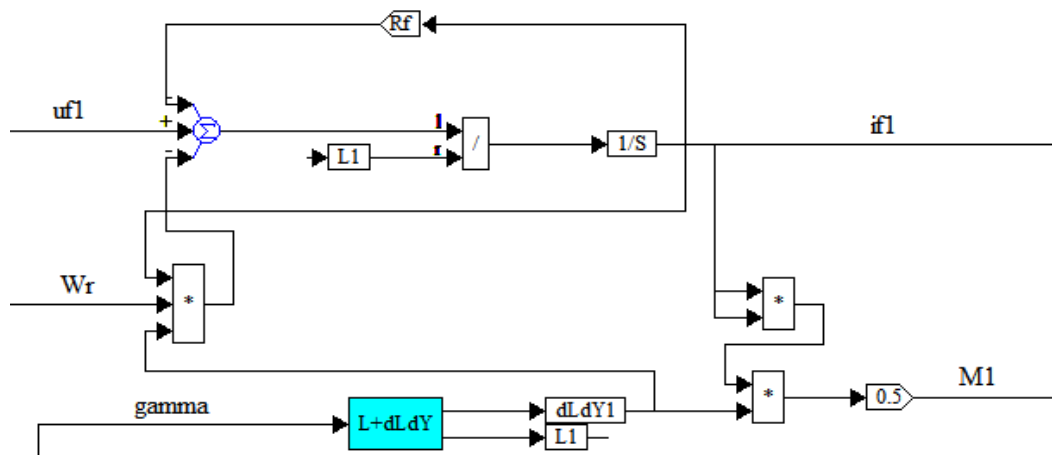 Rf
-
uf1
+
Σ
-
l
r
L1
/
1/S
if1
Wr
*
*
gamma
L+dLdY
dLdY1
L1
*
0.5
M1